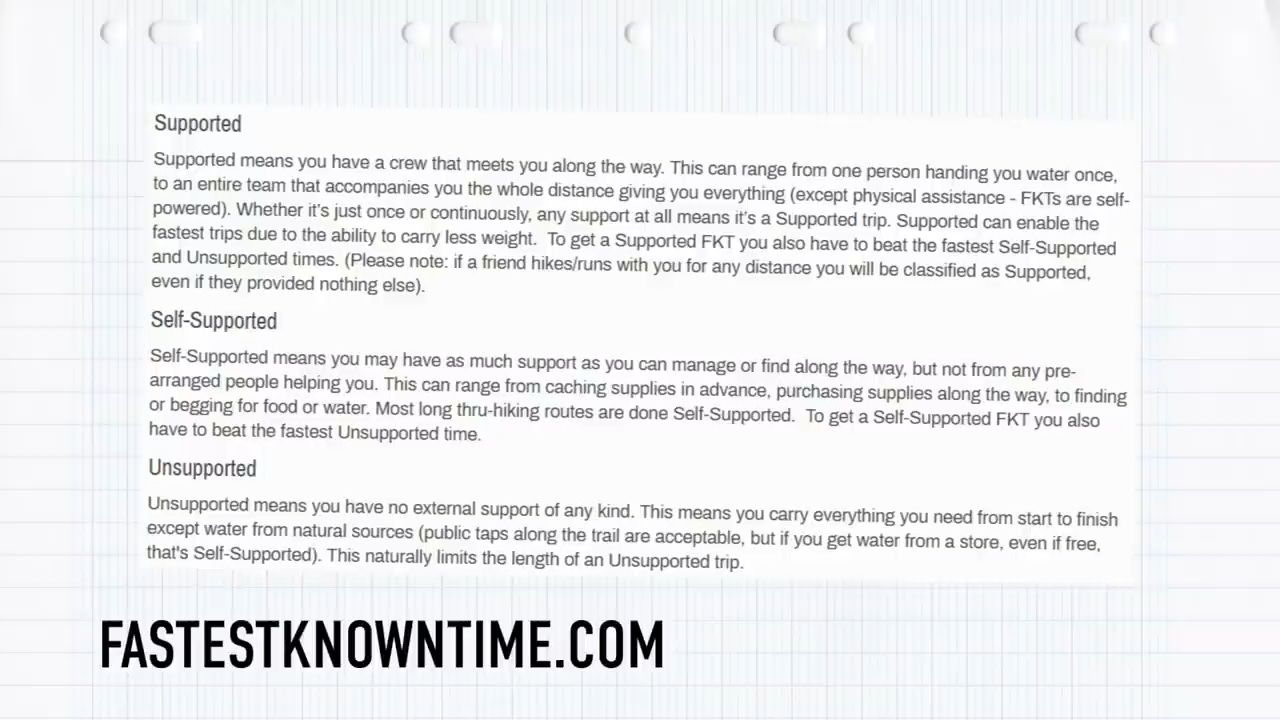 Supported
Supported means you have a crew that meets you along the way. This can range from one person handing you water once,
to an entire team that accompanies you the whole distance giving you everything (except physical assistance - FKTs are self-
powered). Whether it's just once or continuously, any support at all means it's a Supported trip. Supported can enable the
fastest trips due to the ability to carry less weight.  To get a Supported FKT you also have to beat the fastest Self-Supported
and Unsupported times. (Please note: if a friend hikes/runs with you for any distance you will be classified as Supported,
even if they provided nothing else).
Self-Supported
Self-Supported means you may have as much support as you can manage or find along the way, but not from any pre-
arranged people helping you. This can range from caching supplies in advance, purchasing supplies along the way, to finding
or begging for food or water. Most long thru-hiking routes are done Self-Supported.  To get a Self-Supported FKT you also
have to beat the fastest Unsupported time.
Unsupported
Unsupported means you have no external support of any kind. This means you carry everything you need from start to finish
except water from natural sources (public taps along the trail are acceptable, but if you get water from a store, even if free,
that's Self-Supported). This naturally limits the length of an Unsupported trip.
FASTESTKNOWNTIME.COM